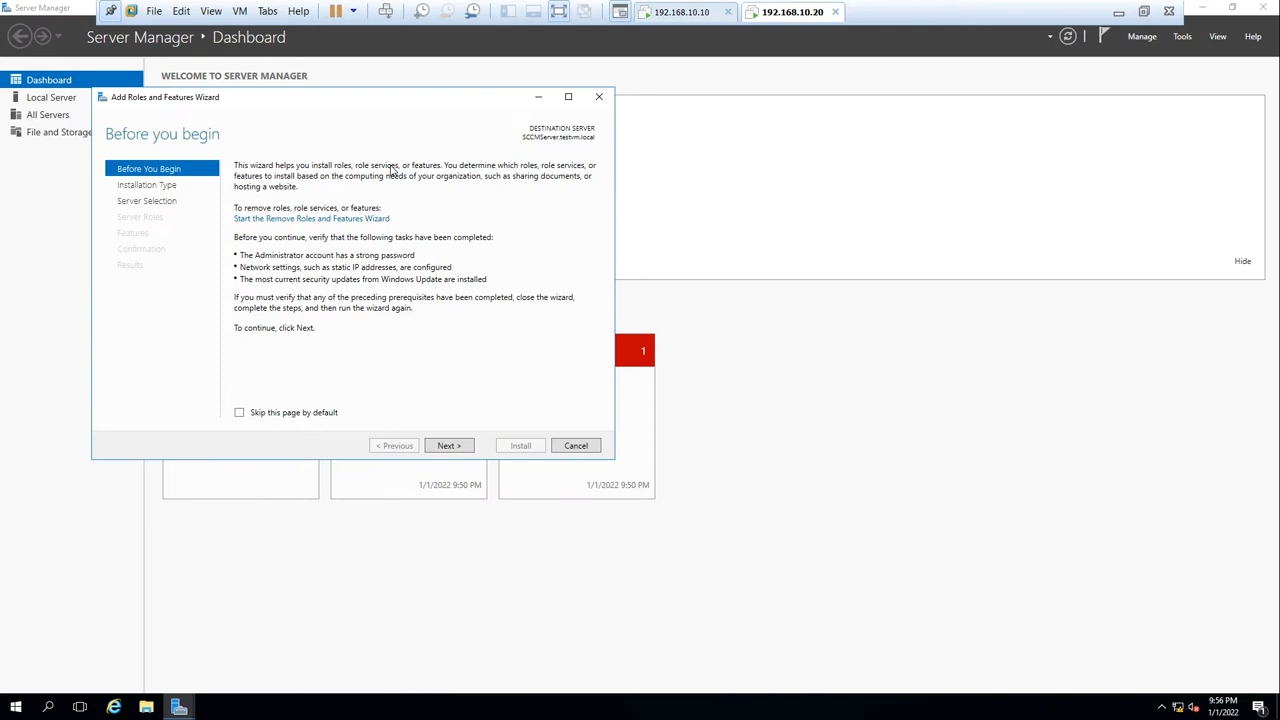 Server Manager
File Edit View VM Tabs Help
192.168.10.10
192.168.10.20
Server Manager • Dashboard
Manage Tools View Help
Dashboard
Local Server
All Servers
File and Storage
WELCOME TO SERVER MANAGER
Add Roles and Features Wizard
Before you begin
DESTINATION SERVER
SCCMServer.testvm.local
Before You Begin
Installation Type
Server Selection
Server Roles
Features
Confirmation
Results
This wizard helps you install roles, role services, or features. You determine which roles, role services, or
features to install based on the computing needs of your organization, such as sharing documents, or
hosting a website.
To remove roles, role services, or features:
Start the Remove Roles and Features Wizard
Before you continue, verify that the following tasks have been completed:
• The Administrator account has a strong password
• Network settings, such as static IP addresses, are configured
• The most current security updates from Windows Update are installed
If you must verify that any of the preceding prerequisites have been completed, close the wizard,
complete the steps, and then run the wizard again.
To continue, click Next.
Skip this page by default
< Previous
Next >
Install
Cancel
Hide
1
1/1/2022 9:50 PM
1/1/2022 9:50 PM
9:56 PM
1/1/2022
1